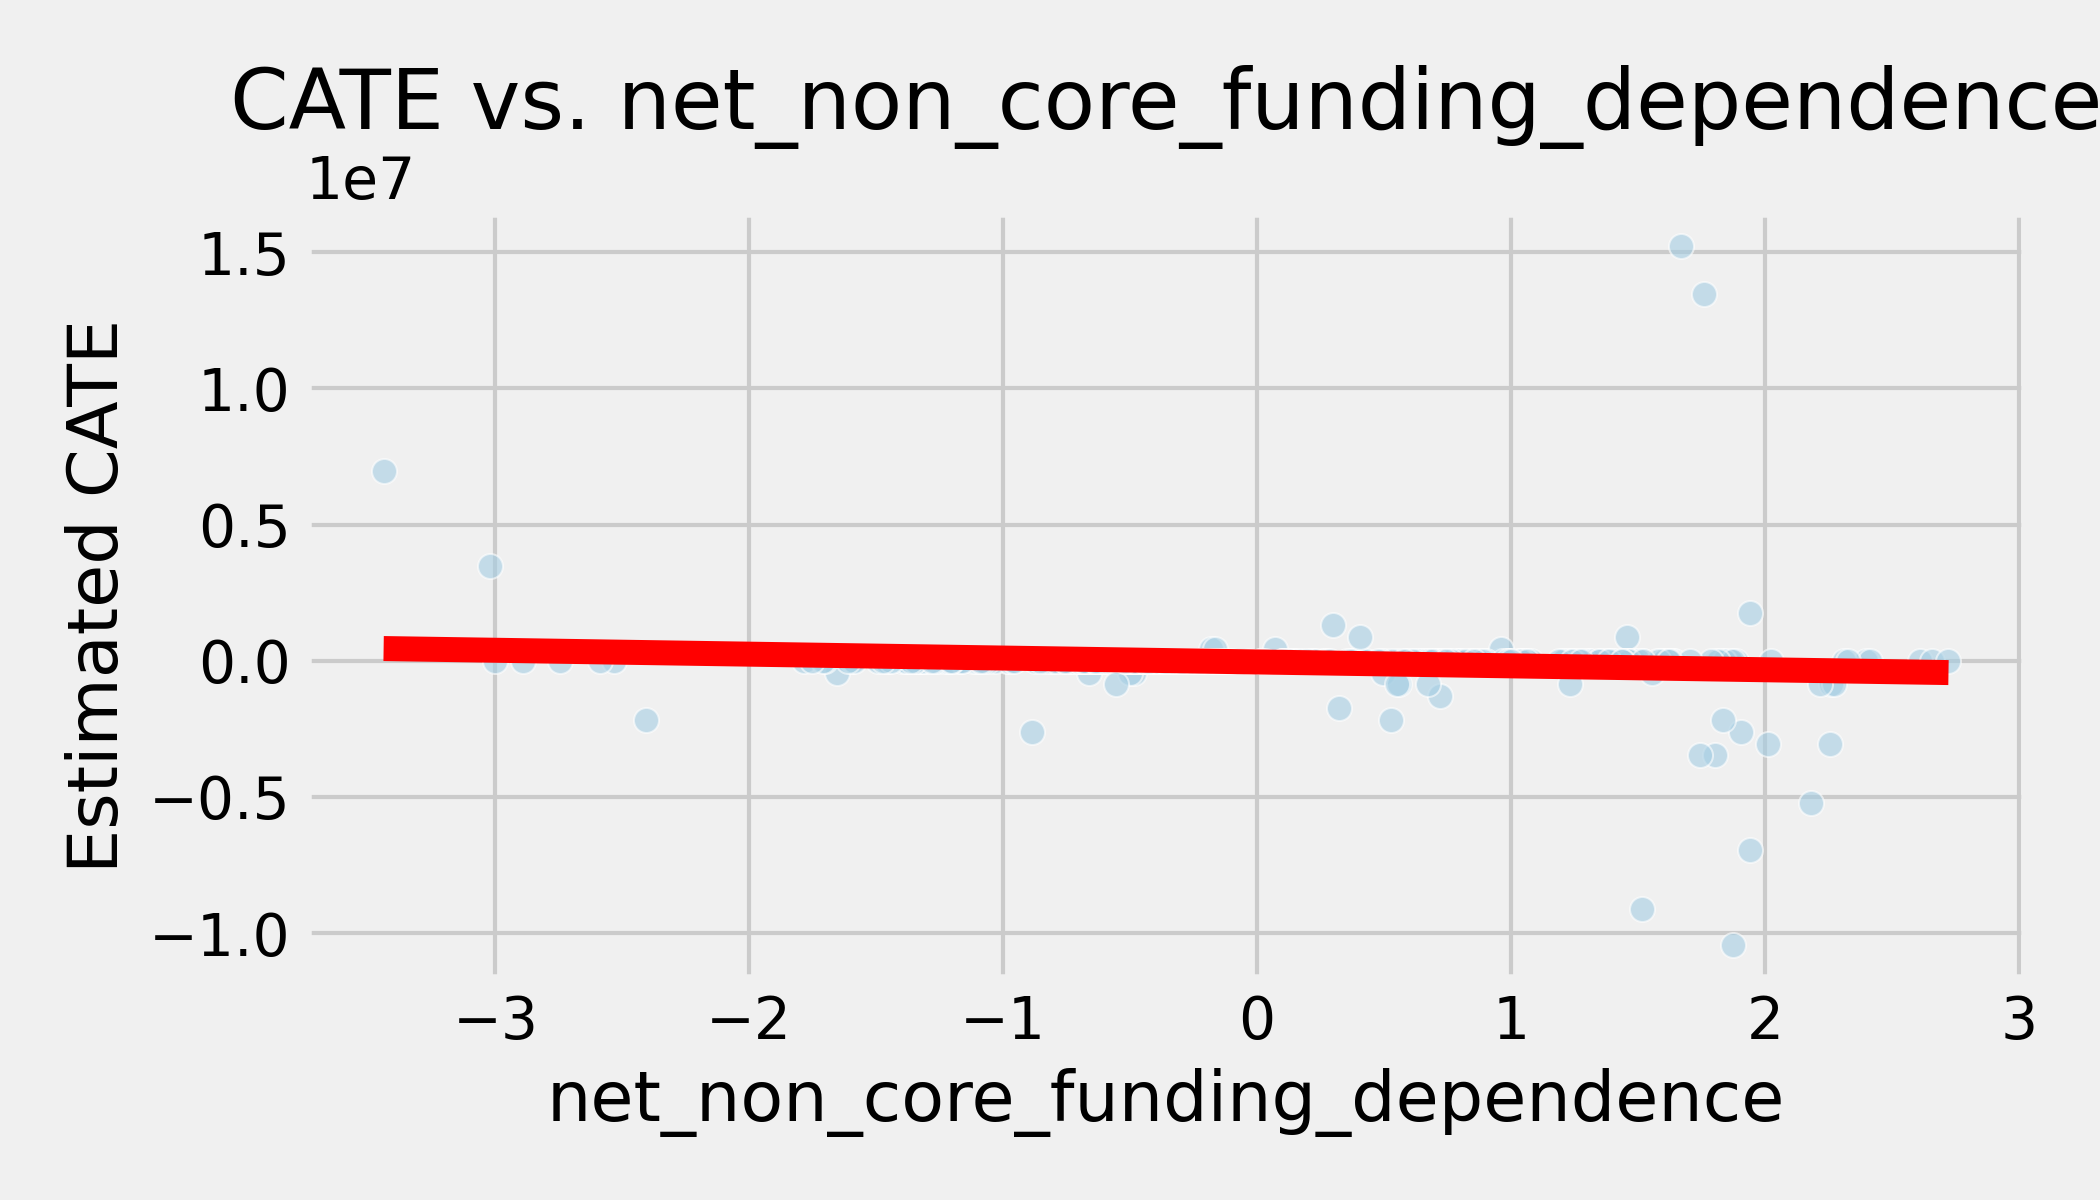 CATE vs. net_non_core_funding_dependence
1e7
1.5
1.0
0.5
0.0
−0.5
−1.0
Estimated CATE
−3 −2 −1 0 1 2 3
net_non_core_funding_dependence